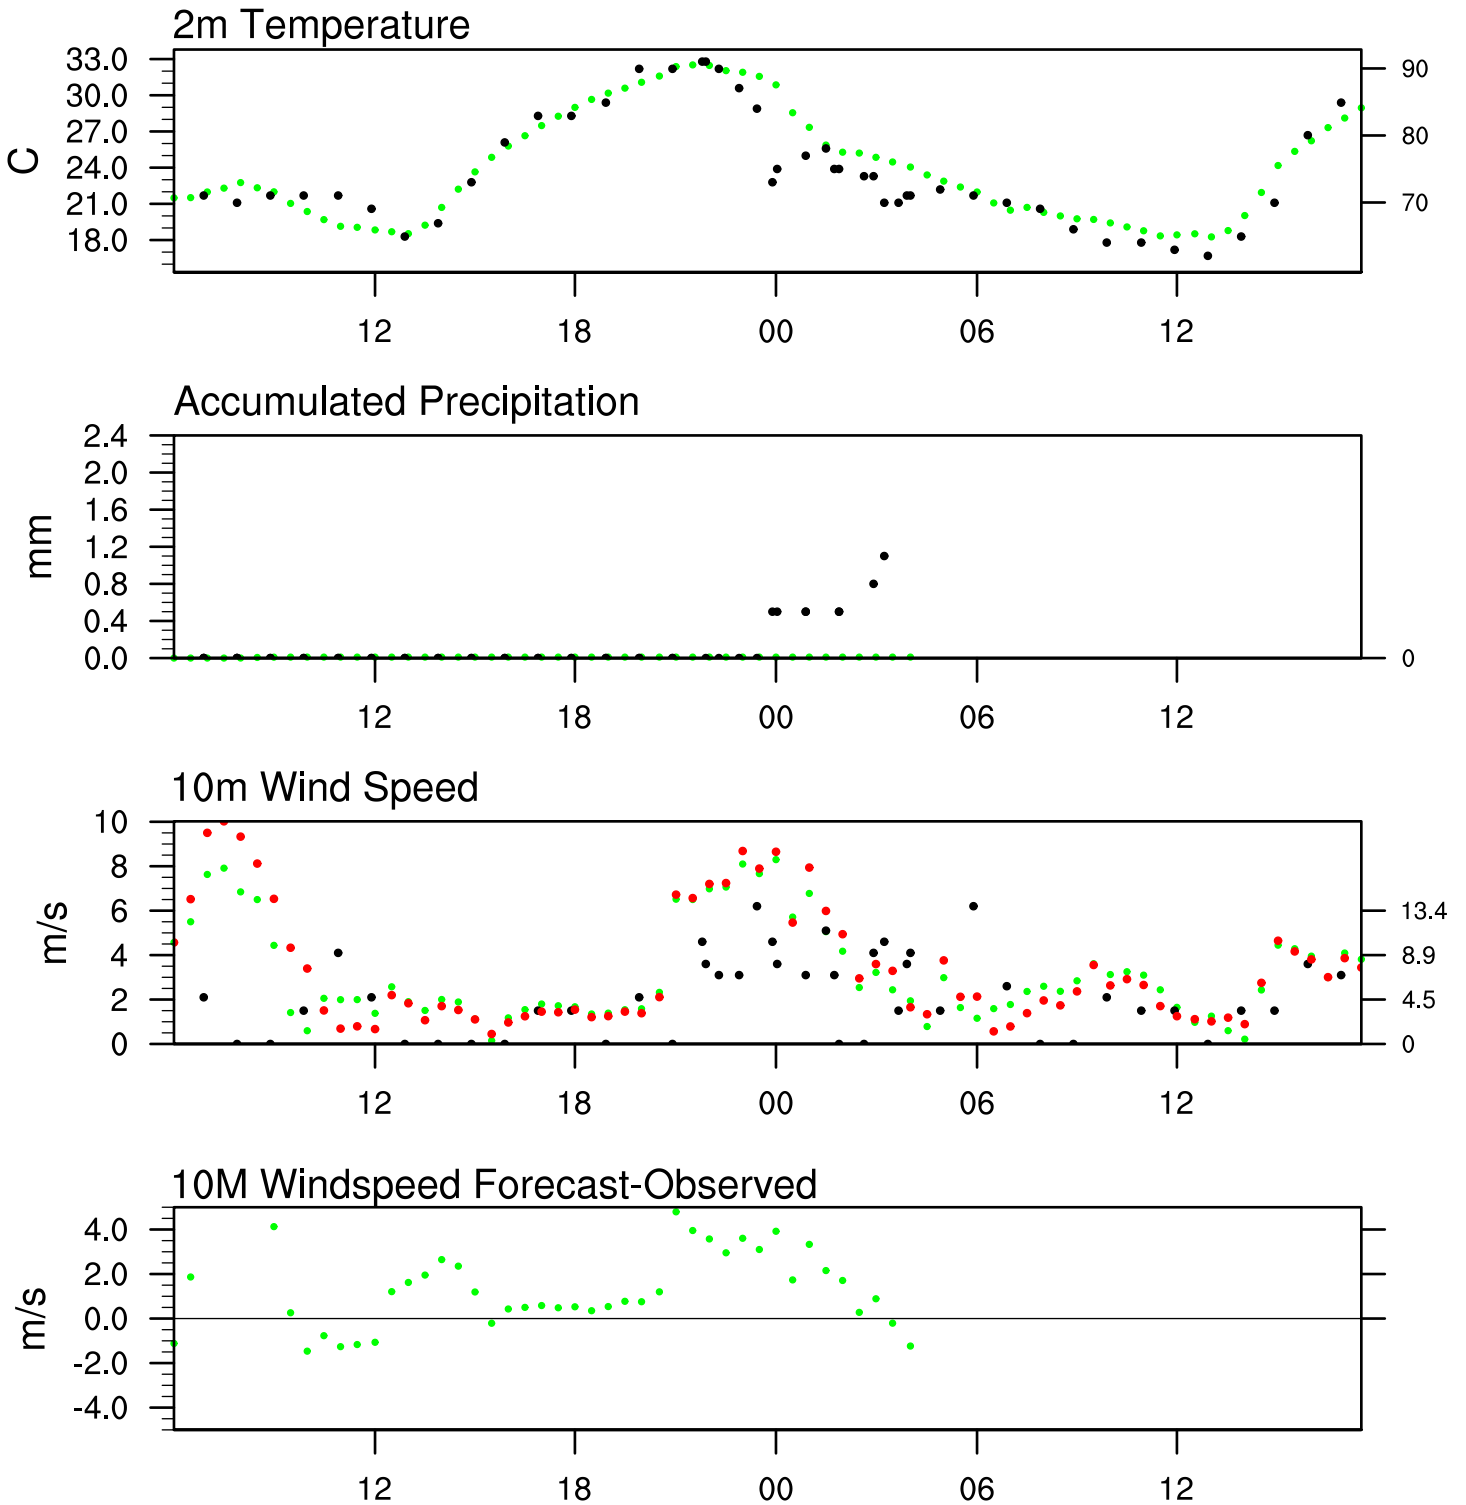 2m Temperature
33.0
30.0
27.0
24.0
21.0
18.0
C
90
80
70
12 18 00 06 12
Accumulated Precipitation
2.4
2.0
1.6
1.2
0.8
0.4
0.0
mm
0
12 18 00 06 12
10m Wind Speed
10
8
6
4
2
0
m/s
13.4
8.9
4.5
0
12 18 00 06 12
10M Windspeed Forecast-Observed
4.0
2.0
0.0
-2.0
-4.0
m/s
12 18 00 06 12